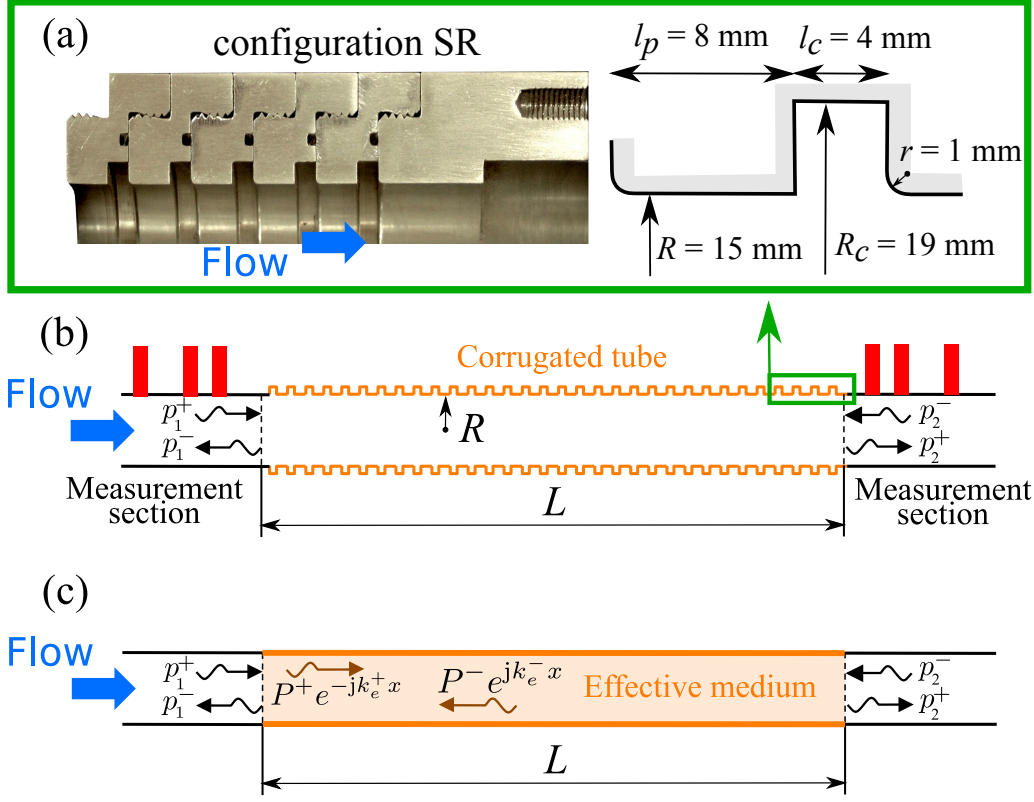 (a)
configuration SR
l_p = 8 mm
l_c = 4 mm
r = 1 mm
R = 15 mm
R_c = 19 mm
Flow
(b)
Corrugated tube
Flow
p_1^+
p_1^-
R
p_2^-
p_2^+
Measurement
section
L
Measurement
section
(c)
Flow
p_1^+
p_1^-
P^+ e^{-jk_e^+ x}
P^- e^{jk_e^- x}
Effective medium
p_2^-
p_2^+
L